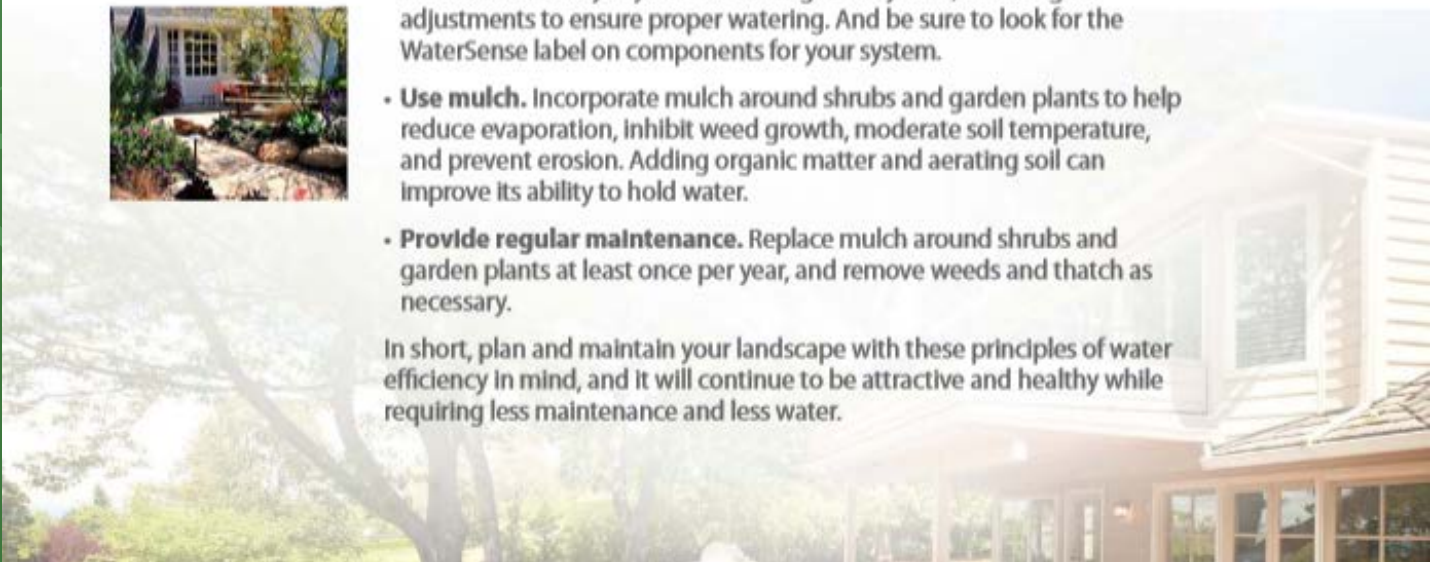 adjustments to ensure proper watering. And be sure to look for the
WaterSense label on components for your system.
• Use mulch. Incorporate mulch around shrubs and garden plants to help
reduce evaporation, inhibit weed growth, moderate soil temperature,
and prevent erosion. Adding organic matter and aerating soil can
improve its ability to hold water.
• Provide regular maintenance. Replace mulch around shrubs and
garden plants at least once per year, and remove weeds and thatch as
necessary.
In short, plan and maintain your landscape with these principles of water
efficiency in mind, and it will continue to be attractive and healthy while
requiring less maintenance and less water.